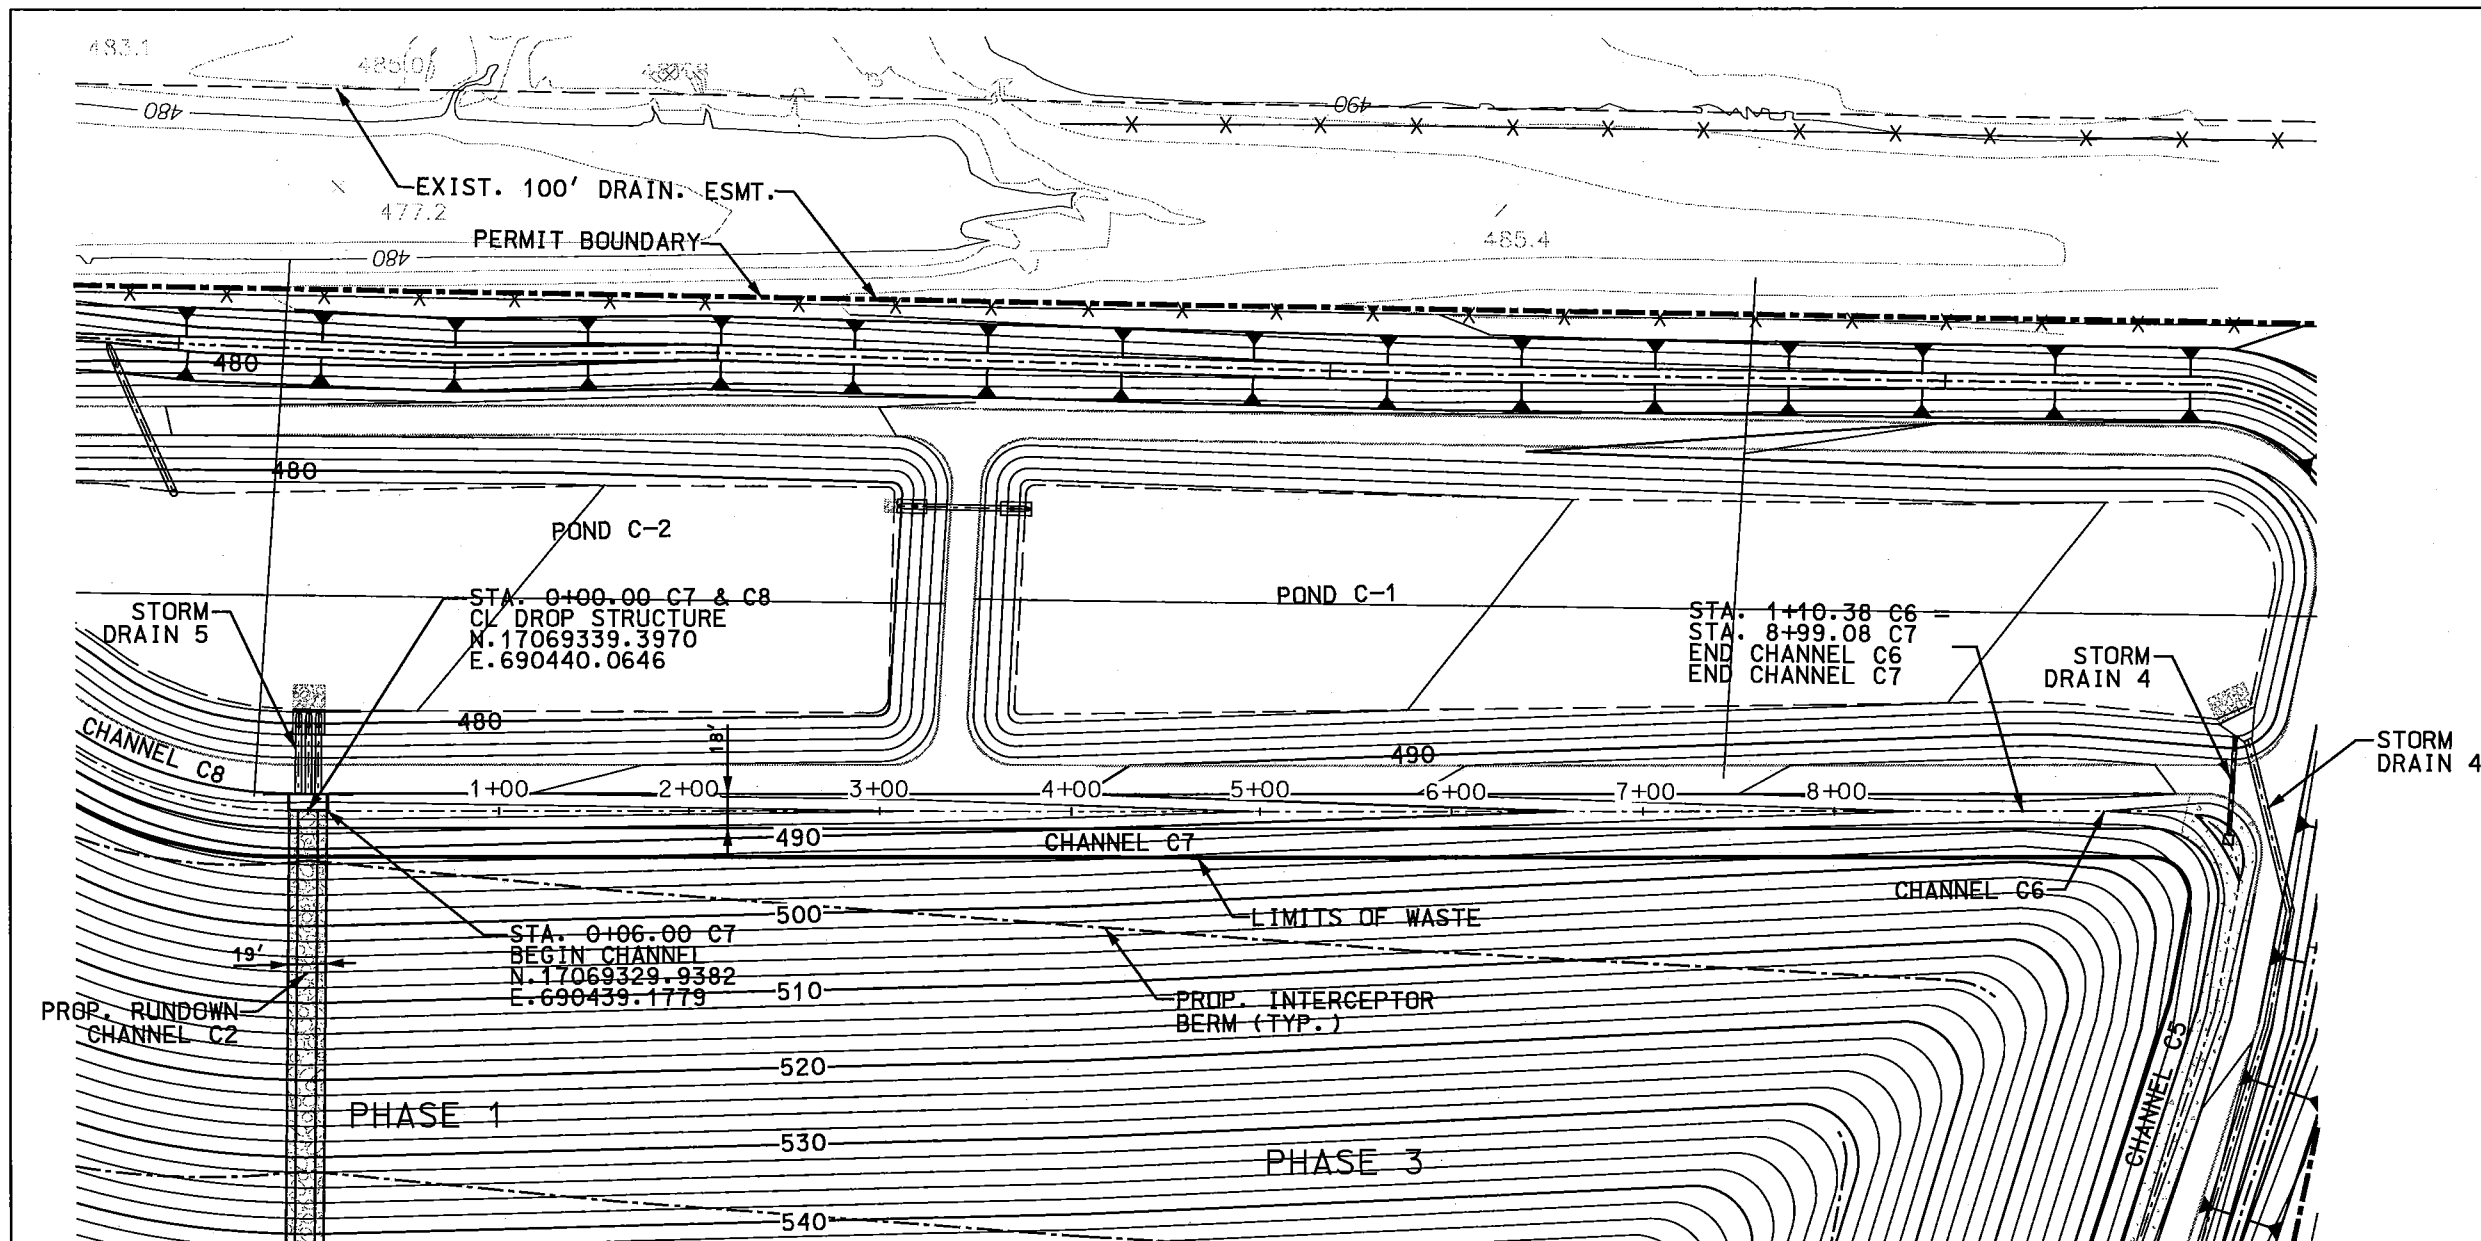 483.1
485.0
480
490
EXIST. 100' DRAIN. ESMT.
477.2
PERMIT BOUNDARY
485.4
480
480
480
POND C-2
POND C-1
STORM
DRAIN 5
STA. 0+00.00 C7 & C8
CL DROP STRUCTURE
N.17069339.3970
E.690440.0646
STA. 1+10.38 C6 =
STA. 8+99.08 C7
END CHANNEL C6
END CHANNEL C7
STORM
DRAIN 4
STORM
DRAIN 4
CHANNEL C8
480
18'
490
1+00
2+00
3+00
4+00
5+00
6+00
7+00
8+00
490
CHANNEL C7
CHANNEL C6
500
LIMITS OF WASTE
STA. 0+06.00 C7
BEGIN CHANNEL
N.17069329.9382
E.690439.1779
19'
510
PROP. RUNDOWN
CHANNEL C2
PROP. INTERCEPTOR
BERM (TYP.)
520
CHANNEL C5
PHASE 1
530
PHASE 3
540